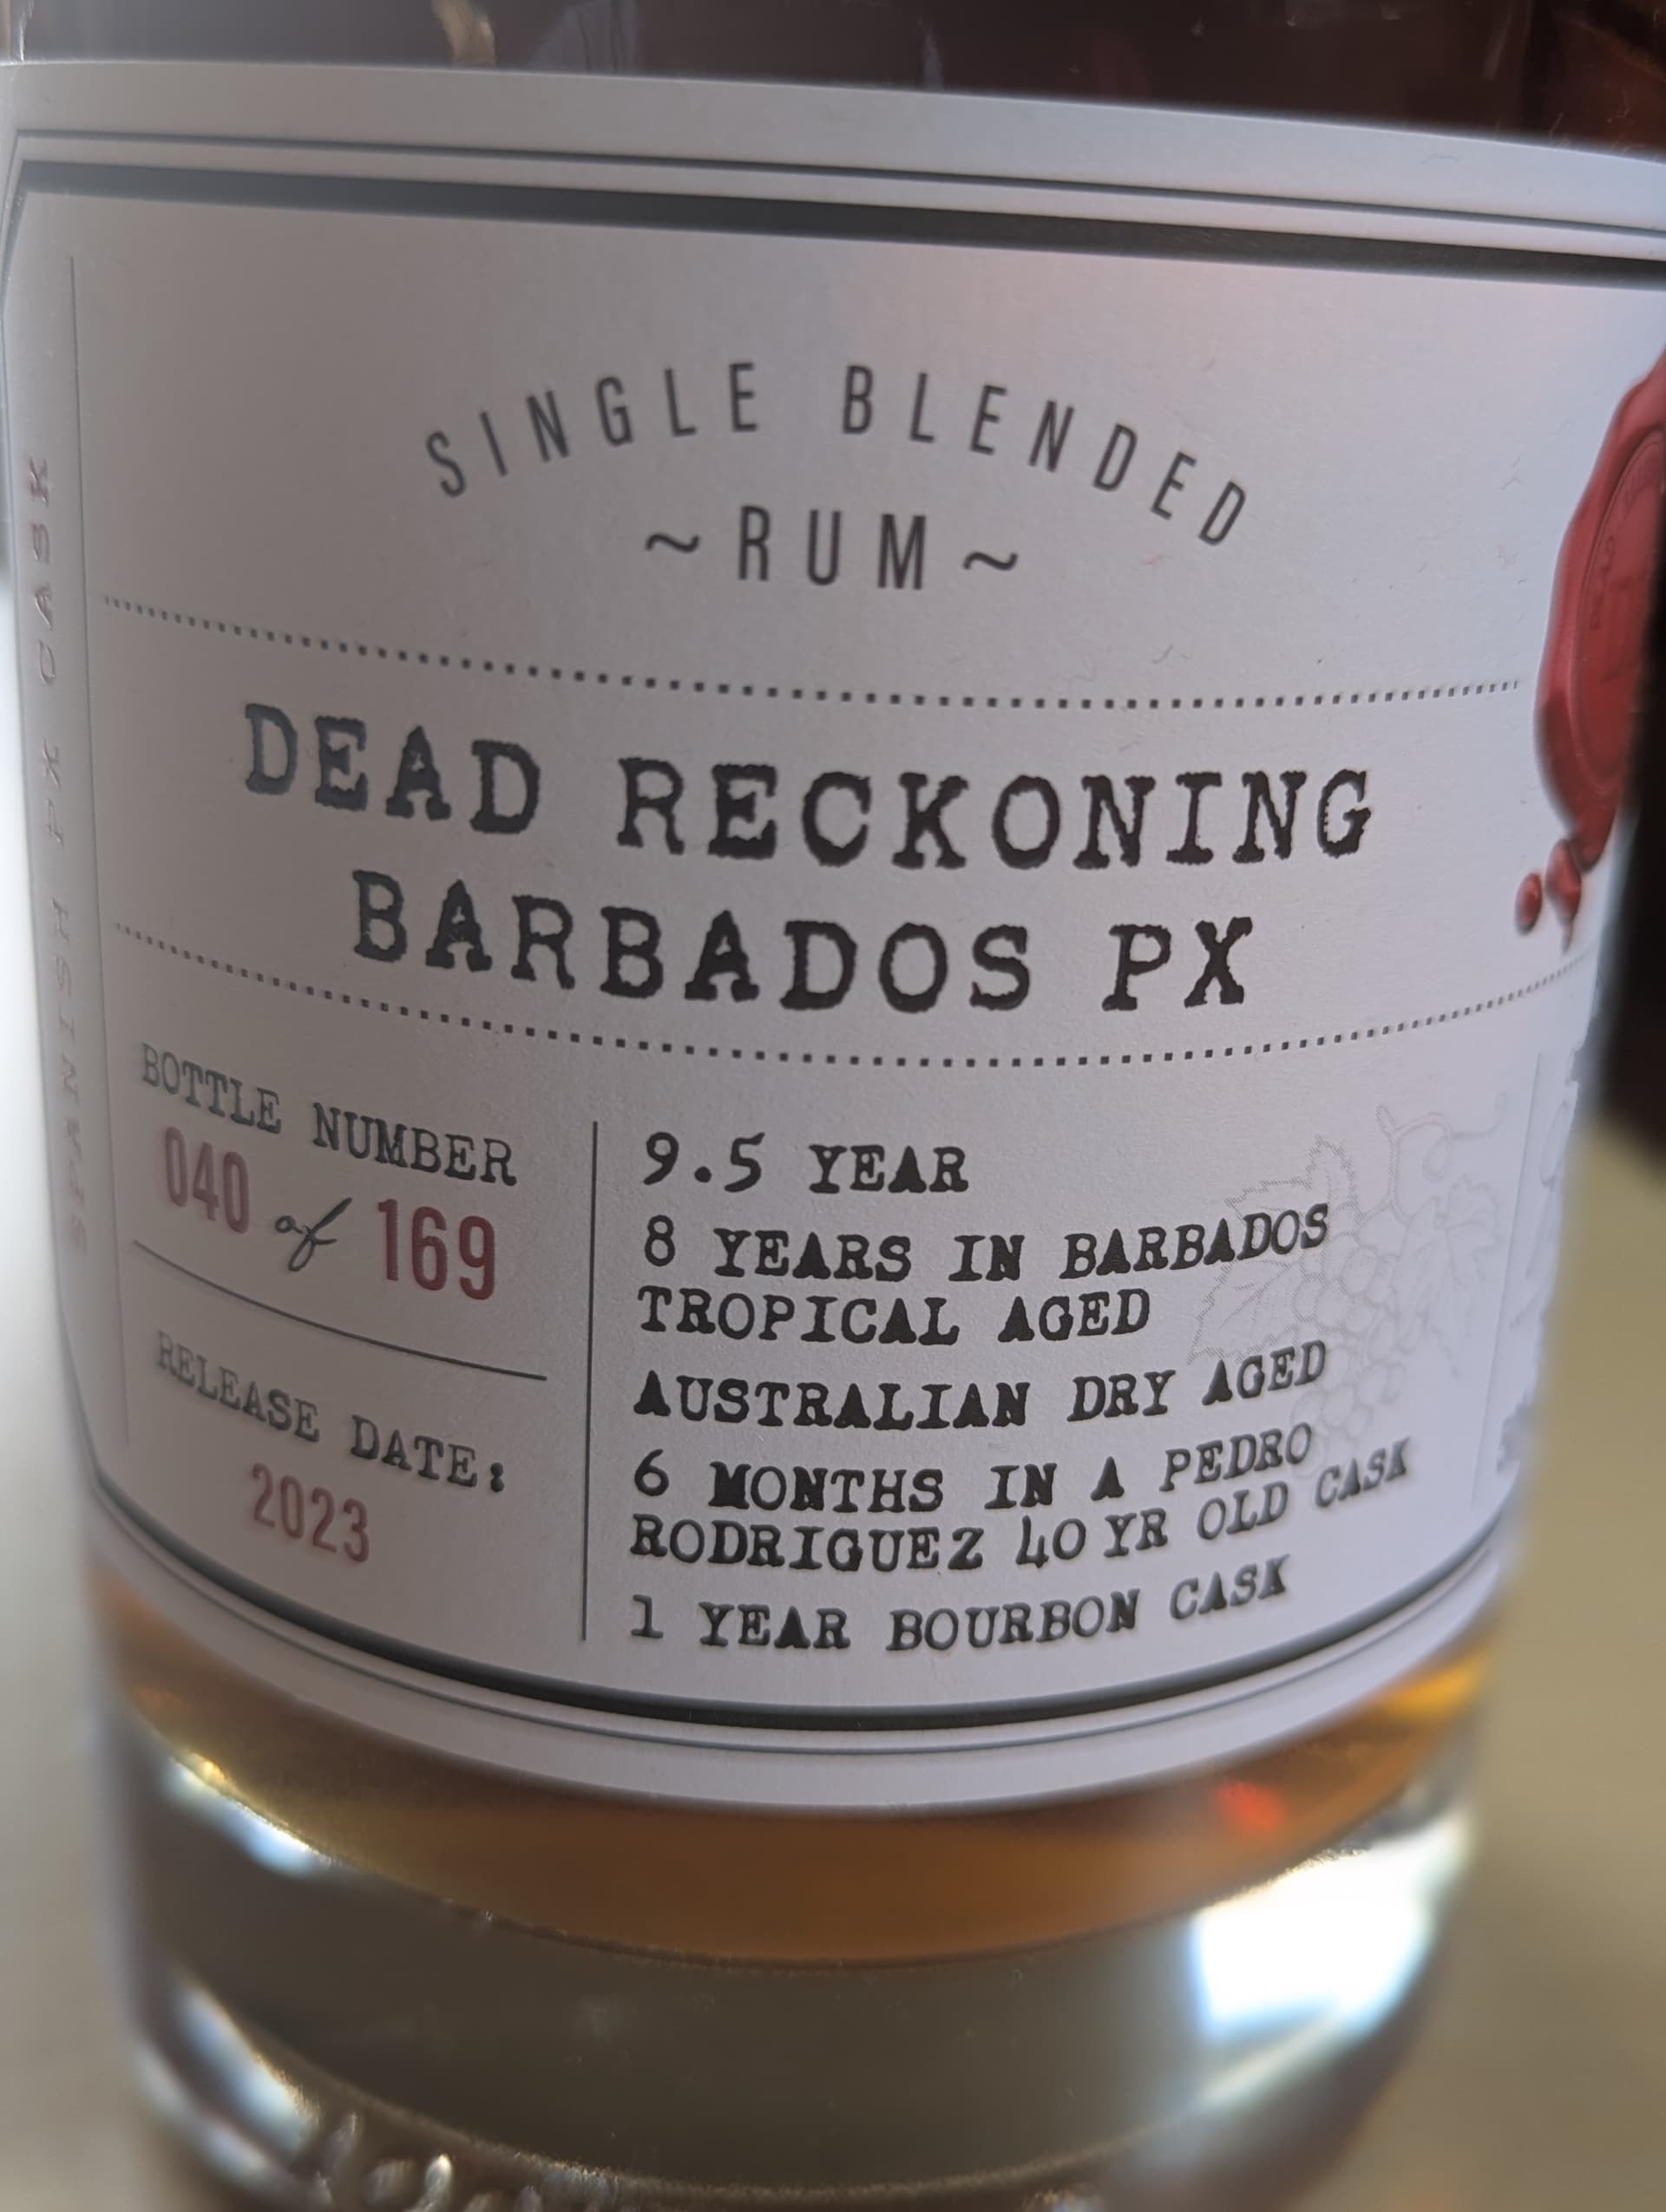 SINGLE BLENDED
~RUM~
DEAD RECKONING
BARBADOS PX
BOTTLE NUMBER
040 of 169
RELEASE DATE:
2023
9.5 YEAR
8 YEARS IN BARBADOS
TROPICAL AGED
AUSTRALIAN DRY AGED
6 MONTHS IN A PEDRO
RODRIGUEZ 40 YR OLD CASK
1 YEAR BOURBON CASK
SPANISH PX CASK